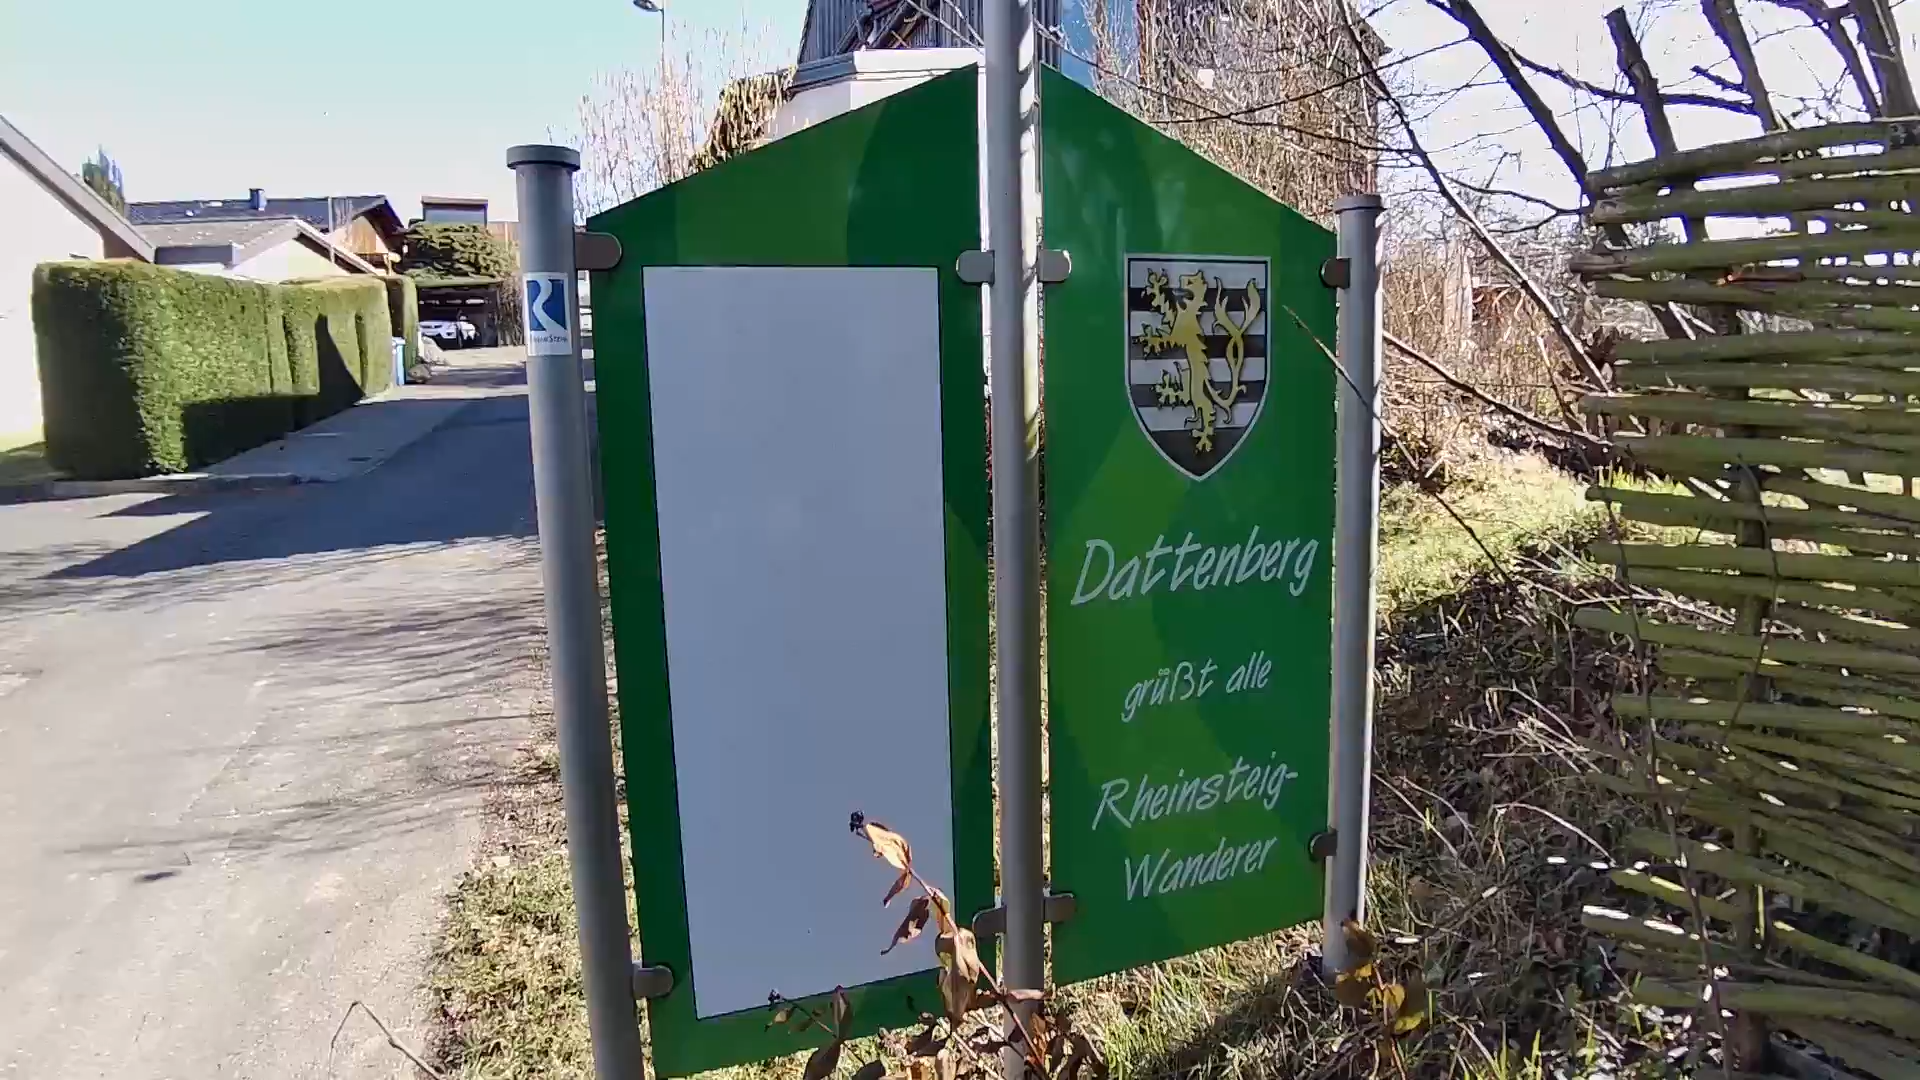 Dattenberg
grüßt alle
Rheinsteig-
Wanderer